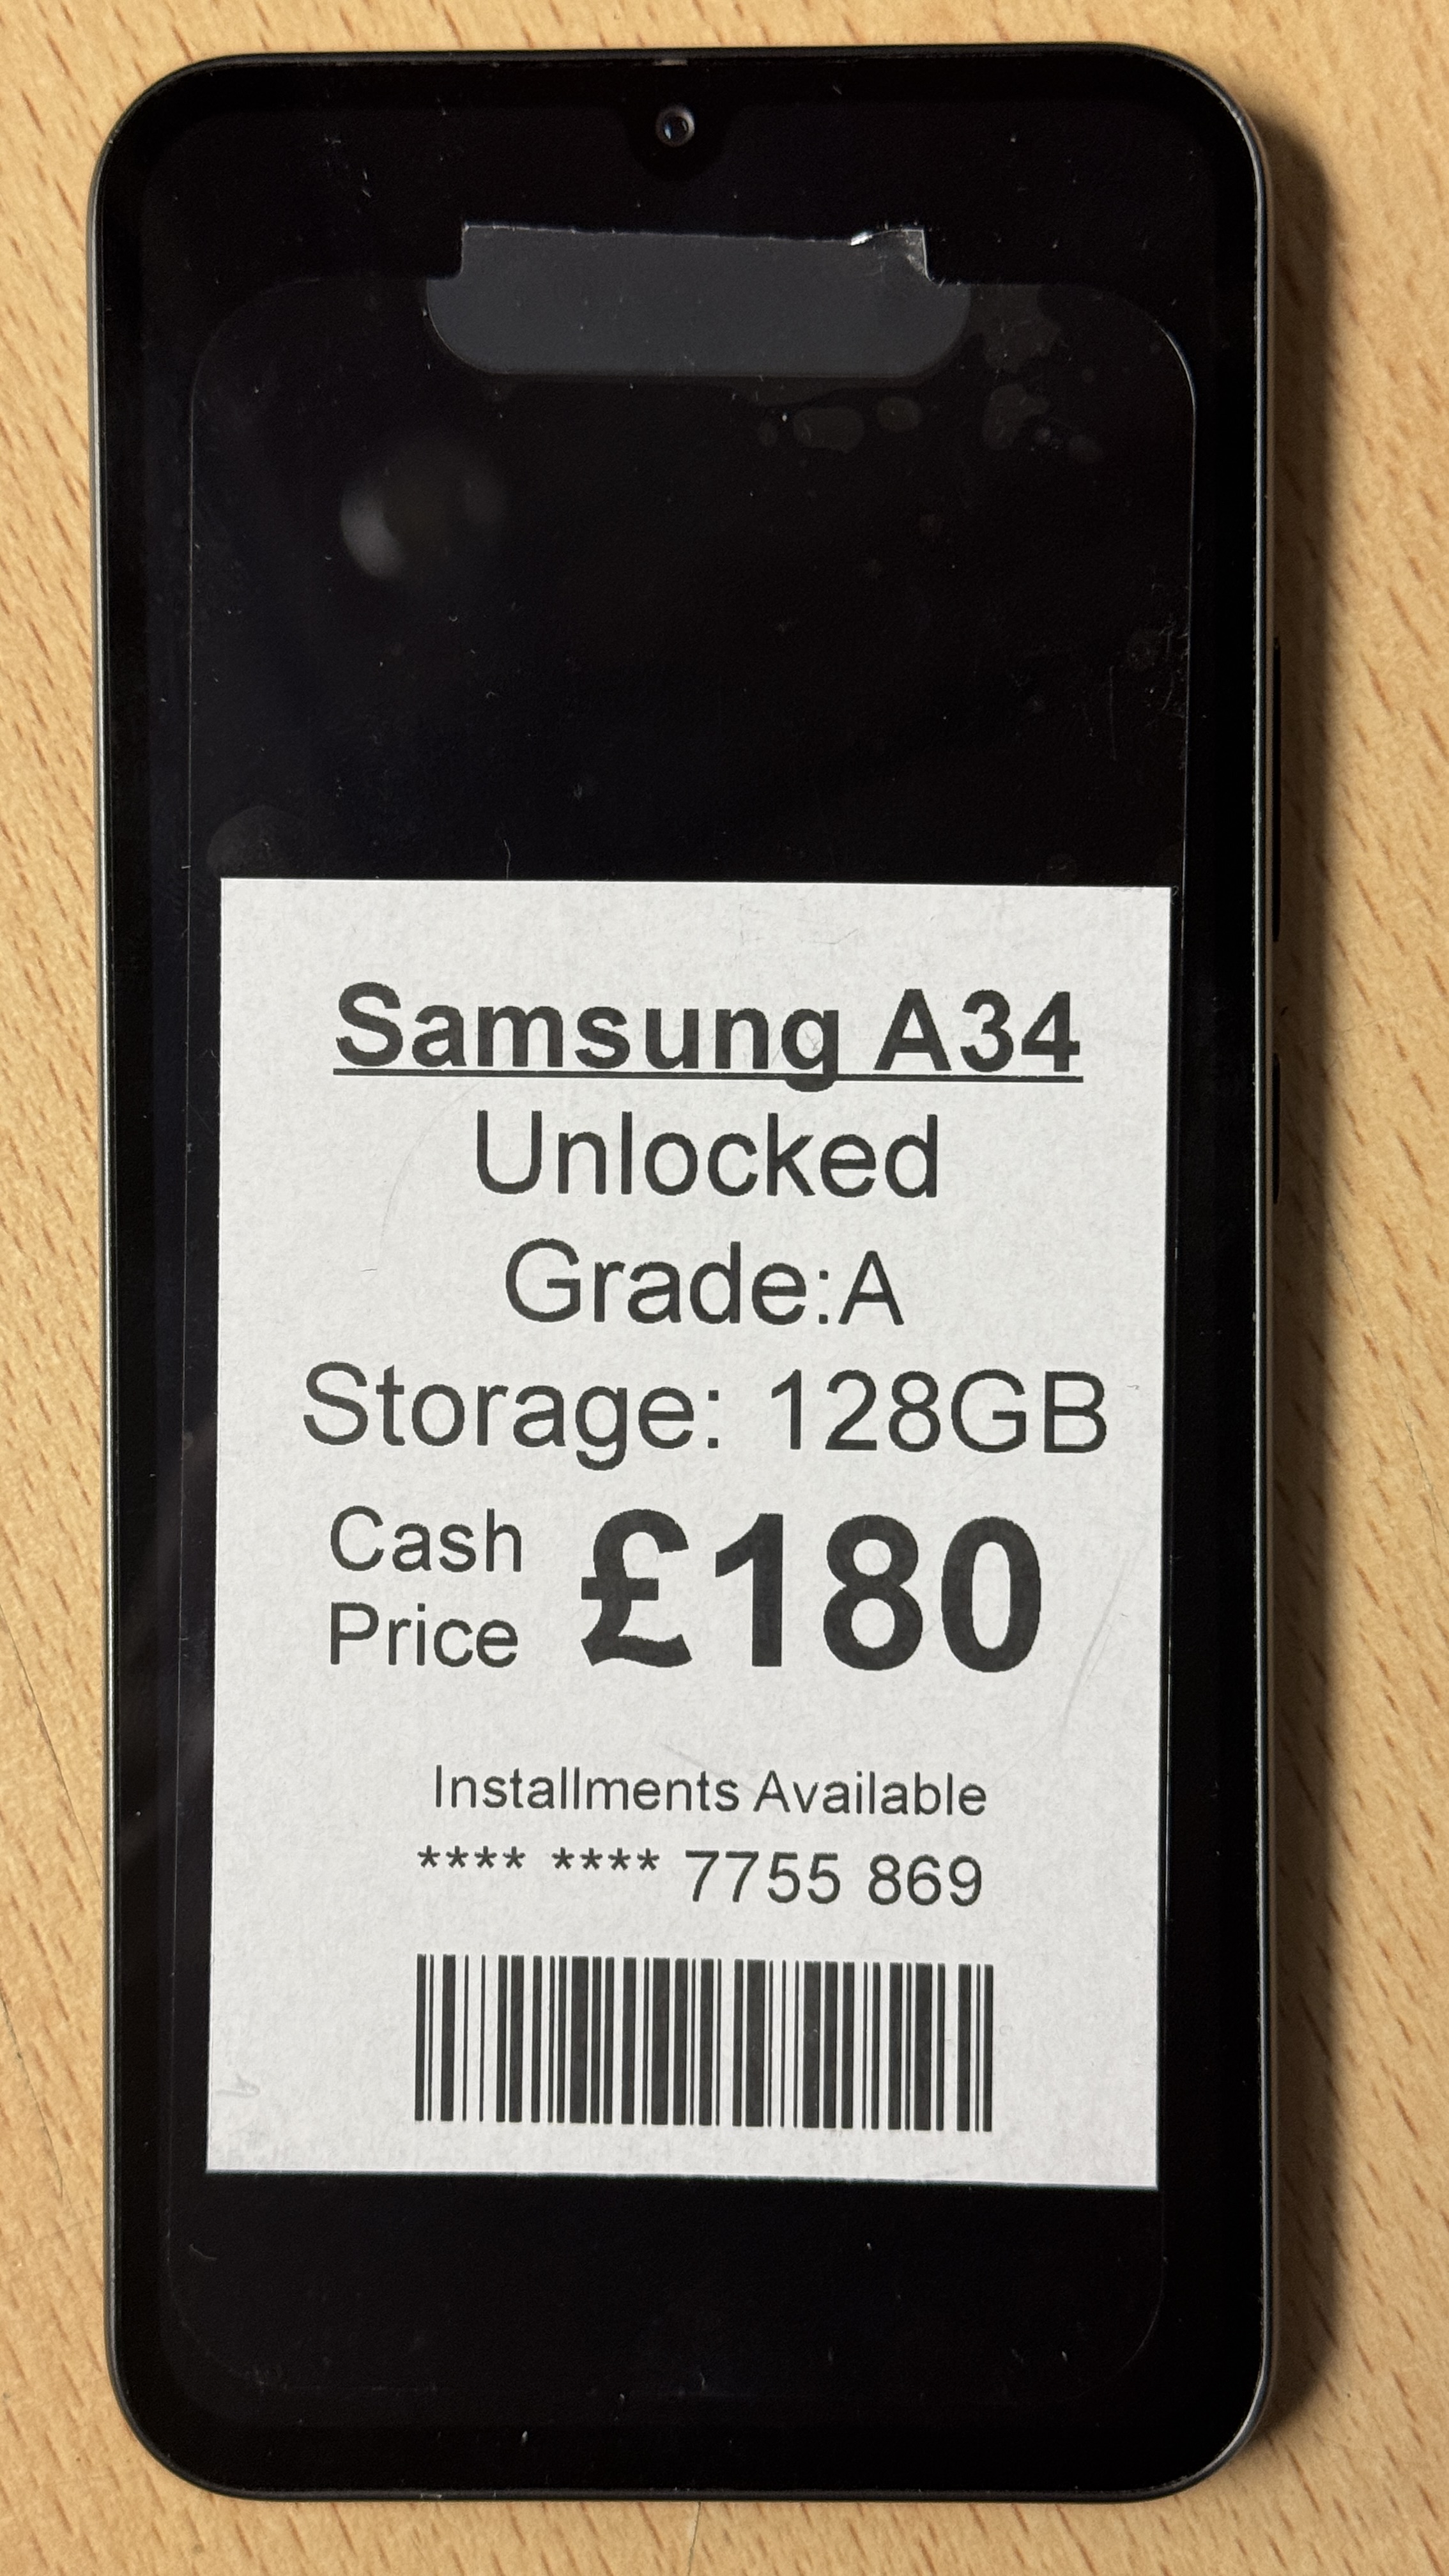 Samsung A34
Unlocked
Grade:A
Storage: 128GB
Cash
Price £180
Installments Available
**** **** 7755 869